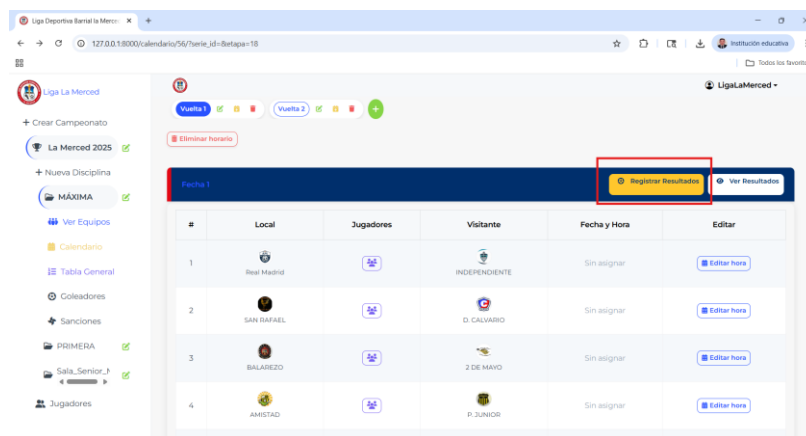 Liga Deportiva Barrial la Merced
127.0.0.1:8000/calendario/56/?serie_id=8&etapa=18
Institución educativa
Todos los favorito
Liga La Merced
LigaLaMerced
Vuelta 1
Vuelta 2
+ Crear Campeonato
Eliminar horario
La Merced 2025
+ Nueva Disciplina
Fecha 1
Registrar Resultados
Ver Resultados
MÁXIMA
Ver Equipos
# Local Jugadores Visitante Fecha y Hora Editar
Calendario
1 Real Madrid INDEPENDIENTE Sin asignar Editar hora
Tabla General
Goleadores
2 SAN RAFAEL D. CALVARIO Sin asignar Editar hora
Sanciones
PRIMERA
3 BALAREZO 2 DE MAYO Sin asignar Editar hora
Sala_Senior_
Jugadores
4 AMISTAD P. JUNIOR Sin asignar Editar hora